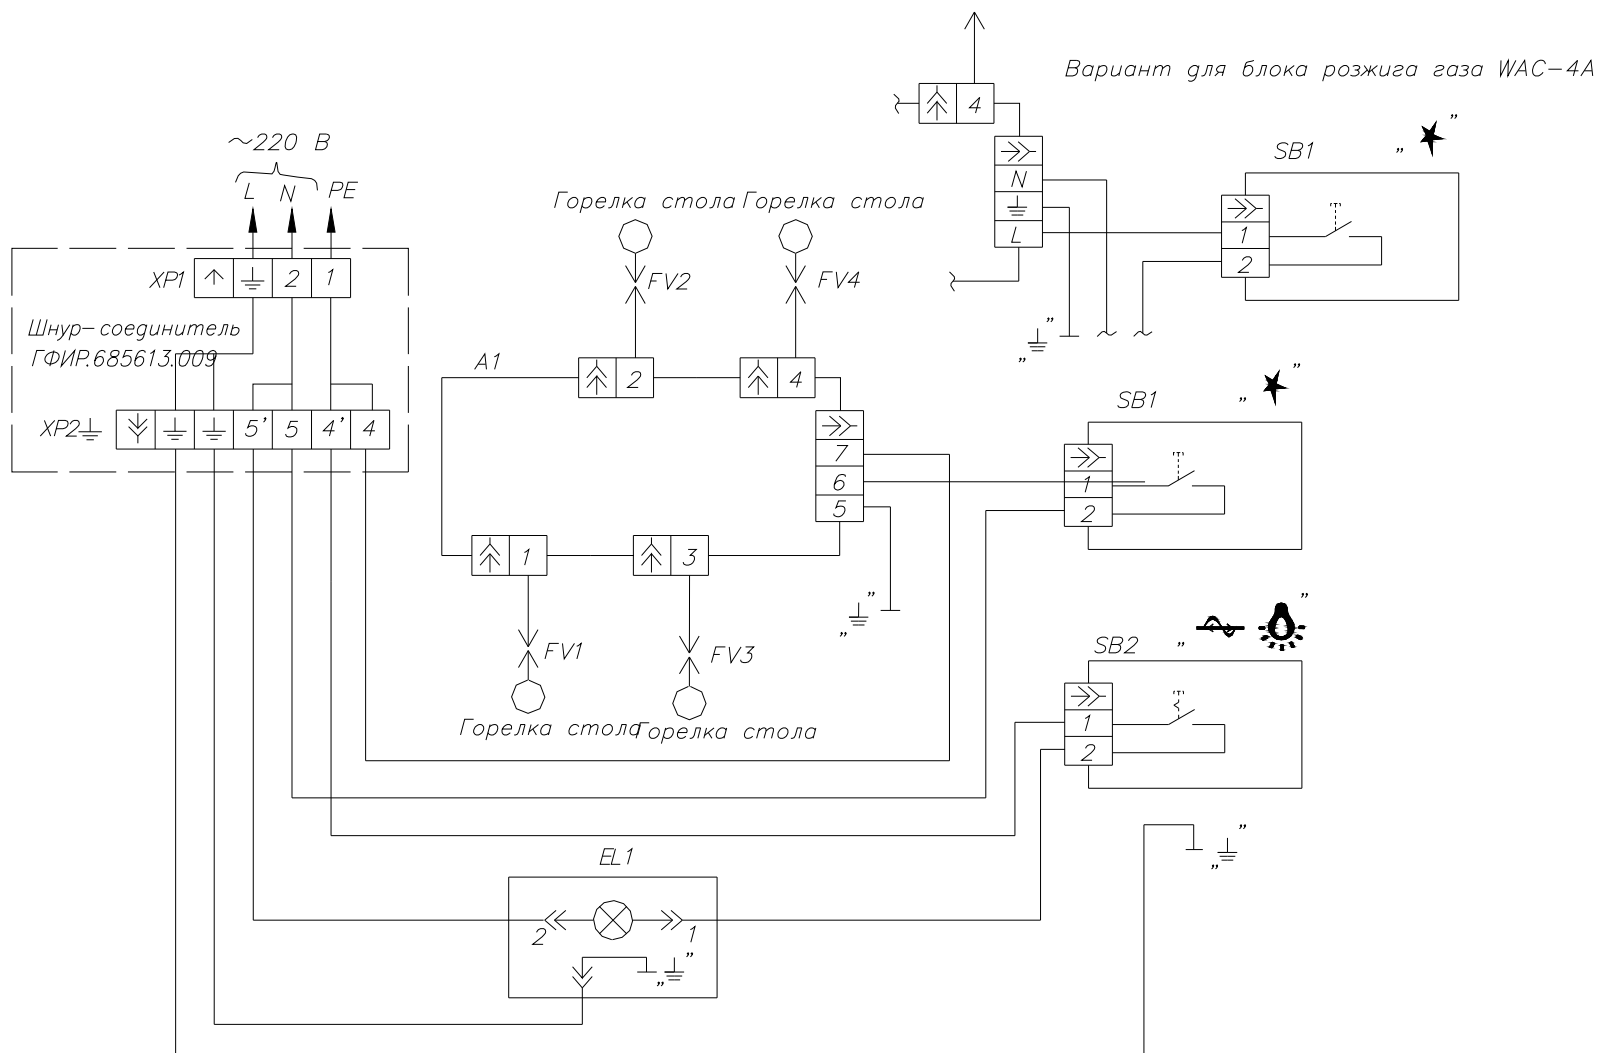 Вариант для блока розжига газа WAC-4A
4
N
L
SB1
„ ”
1
2
„ ”
~220 В
L N PE
XP1
2 1
Шнур-соединитель
ГФИР.685613.009
XP2
5' 5 4' 4
Горелка стола Горелка стола
FV2 FV4
A1
2 4
7
6
5
1 3
„ ”
FV1 FV3
Горелка стола Горелка стола
SB1
„ ”
1
2
SB2
„ ”
1
2
„ ”
EL1
2 1
„ ”